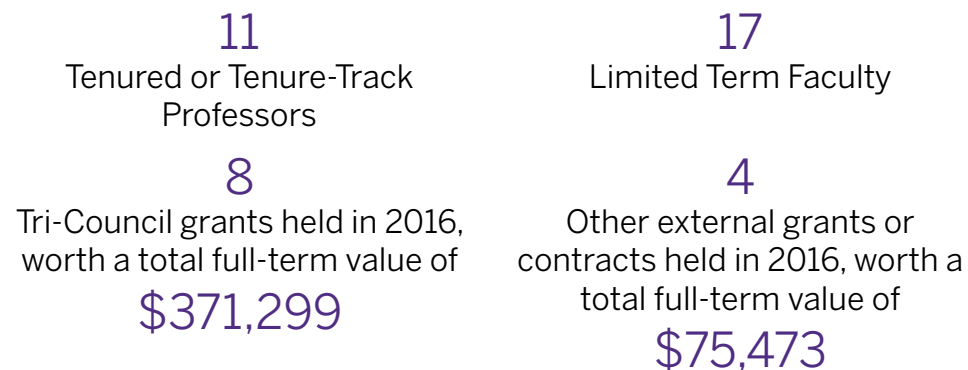 11
Tenured or Tenure-Track
Professors
17
Limited Term Faculty
8
Tri-Council grants held in 2016,
worth a total full-term value of
$371,299
4
Other external grants or
contracts held in 2016, worth a
total full-term value of
$75,473